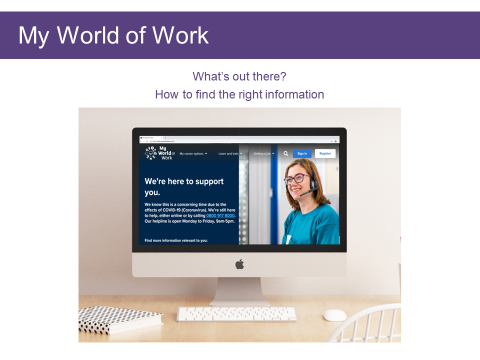 My World of Work
What's out there?
How to find the right information
My
World of
Work
My career options
Learn and train
Getting a job
Sign in
Register
We're here to support
you.
We know this is a concerning time due to the
effects of COVID-19 (Coronavirus). We're still here
to help, either online or by calling 0800 917 8000.
Our helpline is open Monday to Friday, 9am-5pm.
Find more information relevant to you: